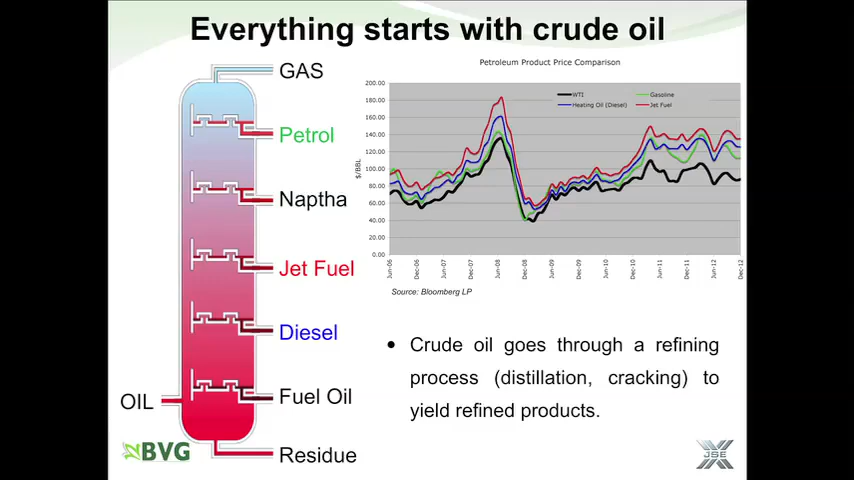 Everything starts with crude oil
GAS
Petrol
Naptha
Jet Fuel
Diesel
Fuel Oil
OIL
Residue
BVG
Petroleum Product Price Comparison
WTI
Gasoline
Heating Oil (Diesel)
Jet Fuel
$/BBL
200.00
180.00
160.00
140.00
120.00
100.00
80.00
60.00
40.00
20.00
0.00
Jun-06
Dec-06
Jun-07
Dec-07
Jun-08
Dec-08
Jun-09
Dec-09
Jun-10
Dec-10
Jun-11
Dec-11
Jun-12
Dec-12
Source: Bloomberg LP
• Crude oil goes through a refining
process (distillation, cracking) to
yield refined products.
JSE